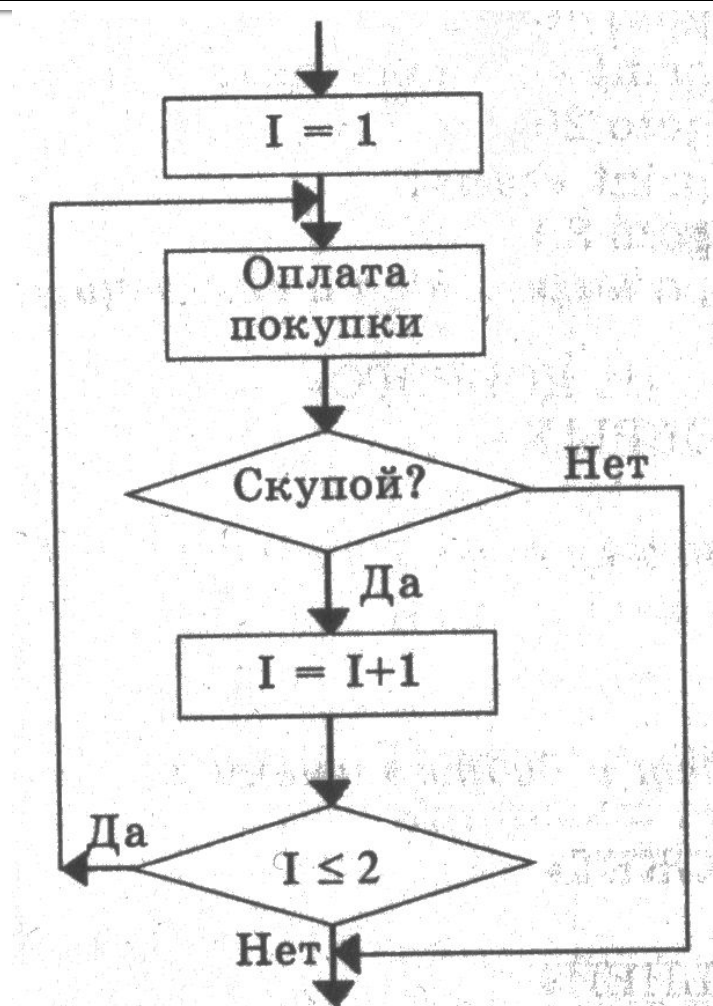 I = 1
Оплата
покупки
Скупой?
Нет
Да
I = I+1
Да
I ≤ 2
Нет